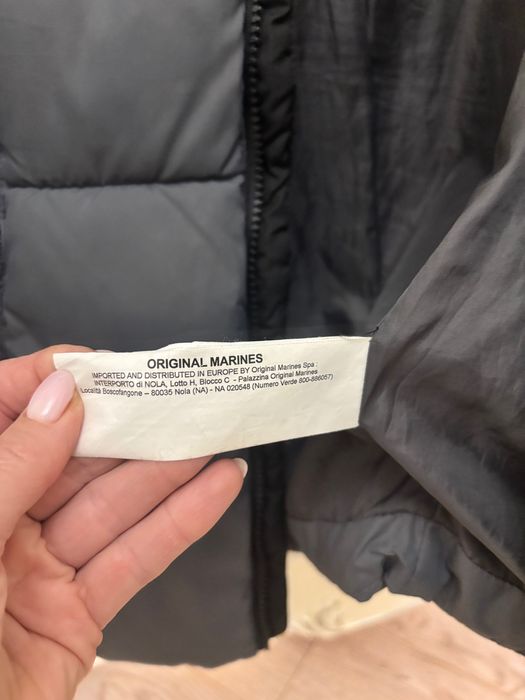 ORIGINAL MARINES
IMPORTED AND DISTRIBUTED IN EUROPE BY Original Marines Spa :
INTERPORTO di NOLA, Lotto H, Blocco C - Palazzina Original Marines
Località Boscofangone – 80035 Nola (NA) - NA 020548 (Numero Verde 800-886057)